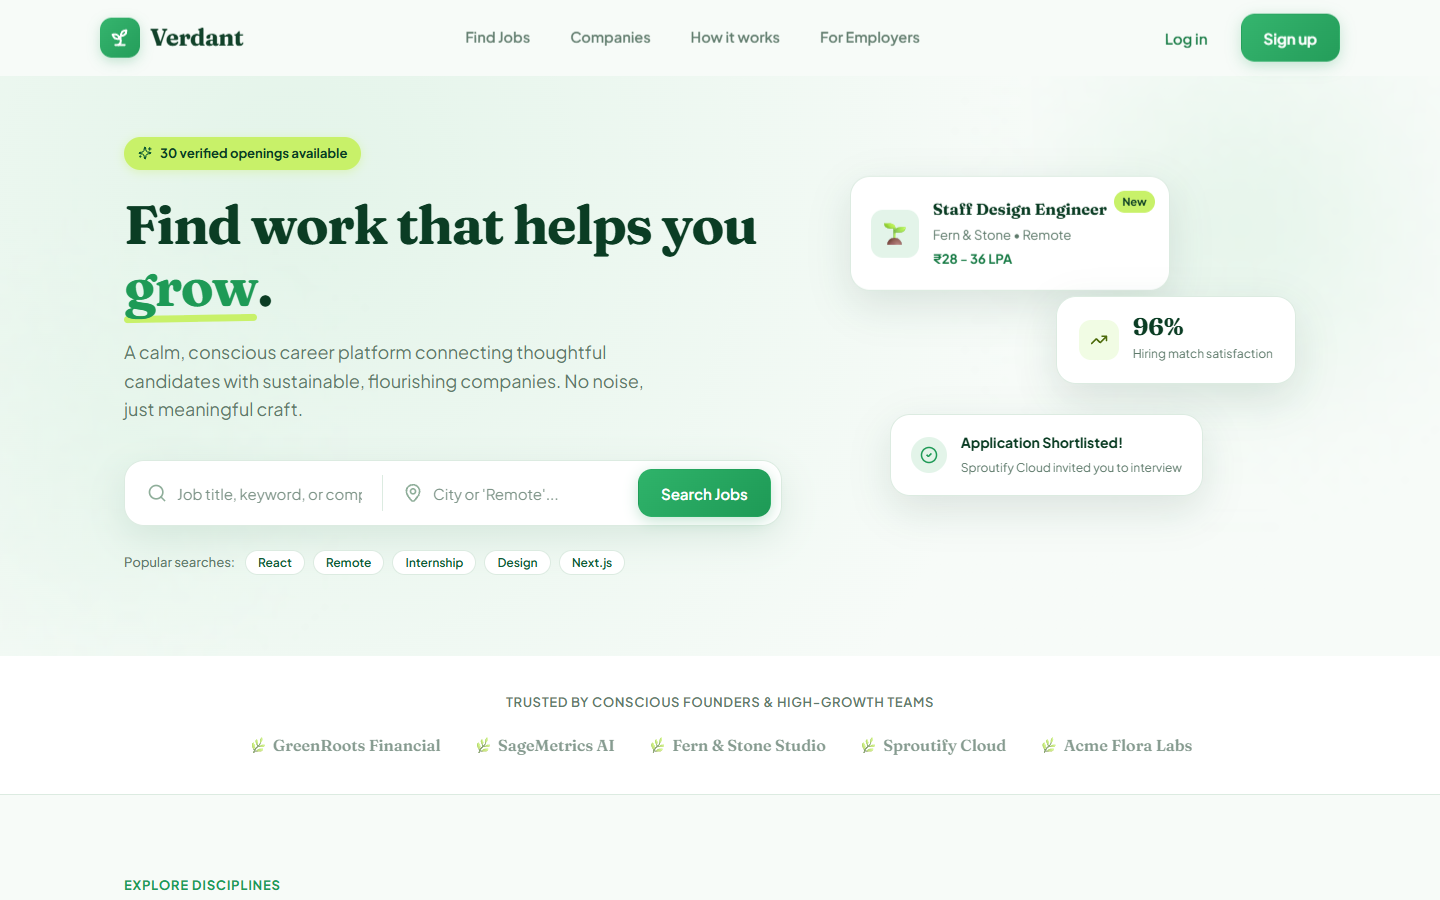 Verdant
Find Jobs
Companies
How it works
For Employers
Log in
Sign up
30 verified openings available
Find work that helps you
grow.
A calm, conscious career platform connecting thoughtful
candidates with sustainable, flourishing companies. No noise,
just meaningful craft.
Job title, keyword, or comp
City or 'Remote'...
Search Jobs
Popular searches:
React
Remote
Internship
Design
Next.js
Staff Design Engineer
New
Fern & Stone • Remote
₹28 - 36 LPA
96%
Hiring match satisfaction
Application Shortlisted!
Sproutify Cloud invited you to interview
TRUSTED BY CONSCIOUS FOUNDERS & HIGH-GROWTH TEAMS
GreenRoots Financial
SageMetrics AI
Fern & Stone Studio
Sproutify Cloud
Acme Flora Labs
EXPLORE DISCIPLINES